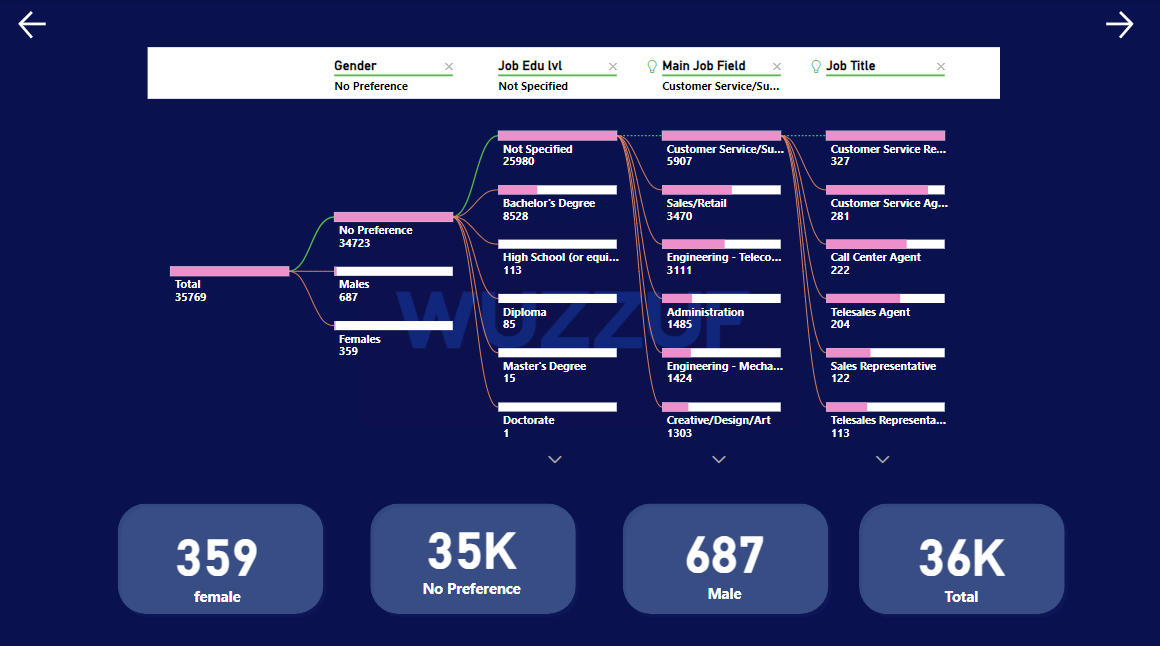 Gender
No Preference
Job Edu lvl
Not Specified
Main Job Field
Customer Service/Su...
Job Title
Total
35769
No Preference
34723
Males
687
Females
359
Not Specified
25980
Bachelor's Degree
8528
High School (or equi...
113
Diploma
85
Master's Degree
15
Doctorate
1
Customer Service/Su...
5907
Sales/Retail
3470
Engineering - Teleco...
3111
Administration
1485
Engineering - Mecha...
1424
Creative/Design/Art
1303
Customer Service Re...
327
Customer Service Ag...
281
Call Center Agent
222
Telesales Agent
204
Sales Representative
122
Telesales Representa...
113
WUZZUF
359
female
35K
No Preference
687
Male
36K
Total